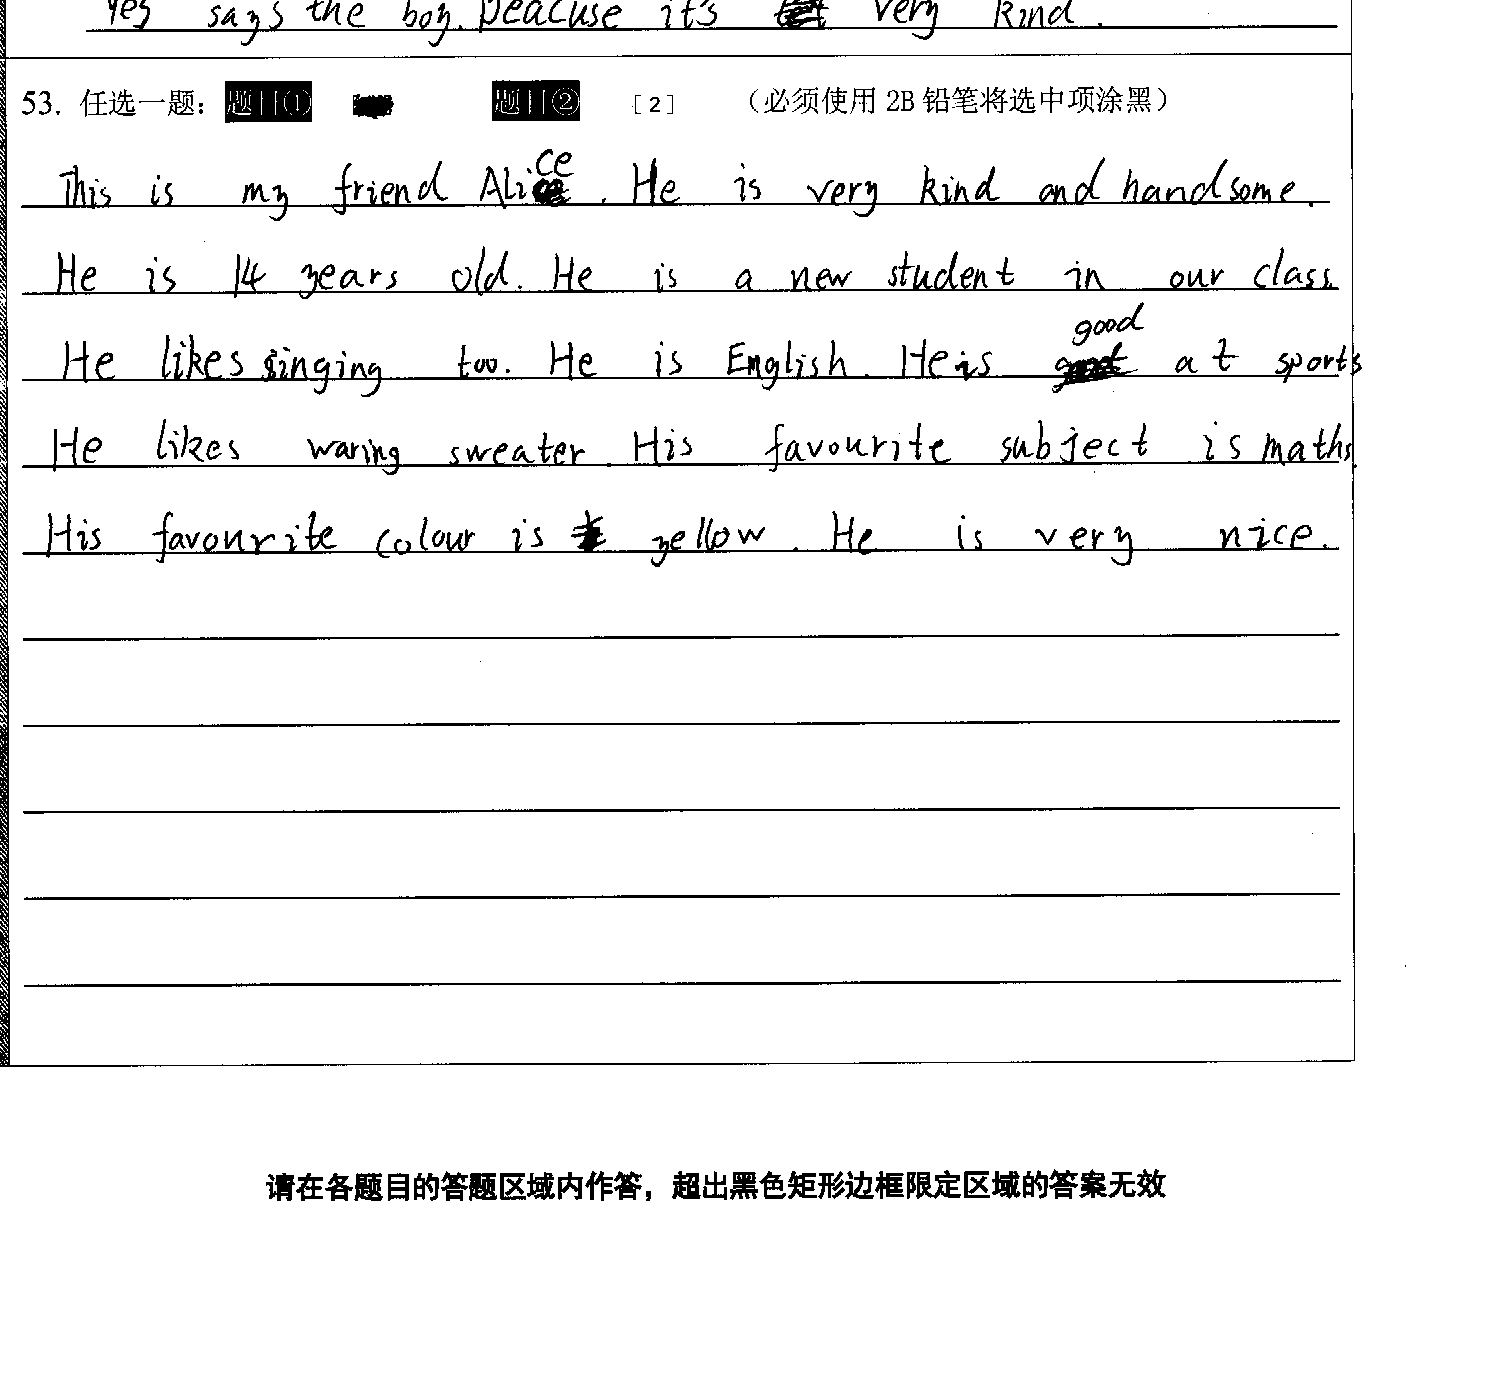 Yes says the boy. Beacuse it's very kind.
53. 任选一题： 题目① 题目② [2] （必须使用 2B 铅笔将选中项涂黑）
This is my friend Alice. He is very kind and handsome.
He is 14 years old. He is a new student in our class.
He likes singing too. He is English. He is good at sports
He likes waring sweater. His favourite subject is maths.
His favourite colour is yellow. He is very nice.
请在各题目的答题区域内作答，超出黑色矩形边框限定区域的答案无效